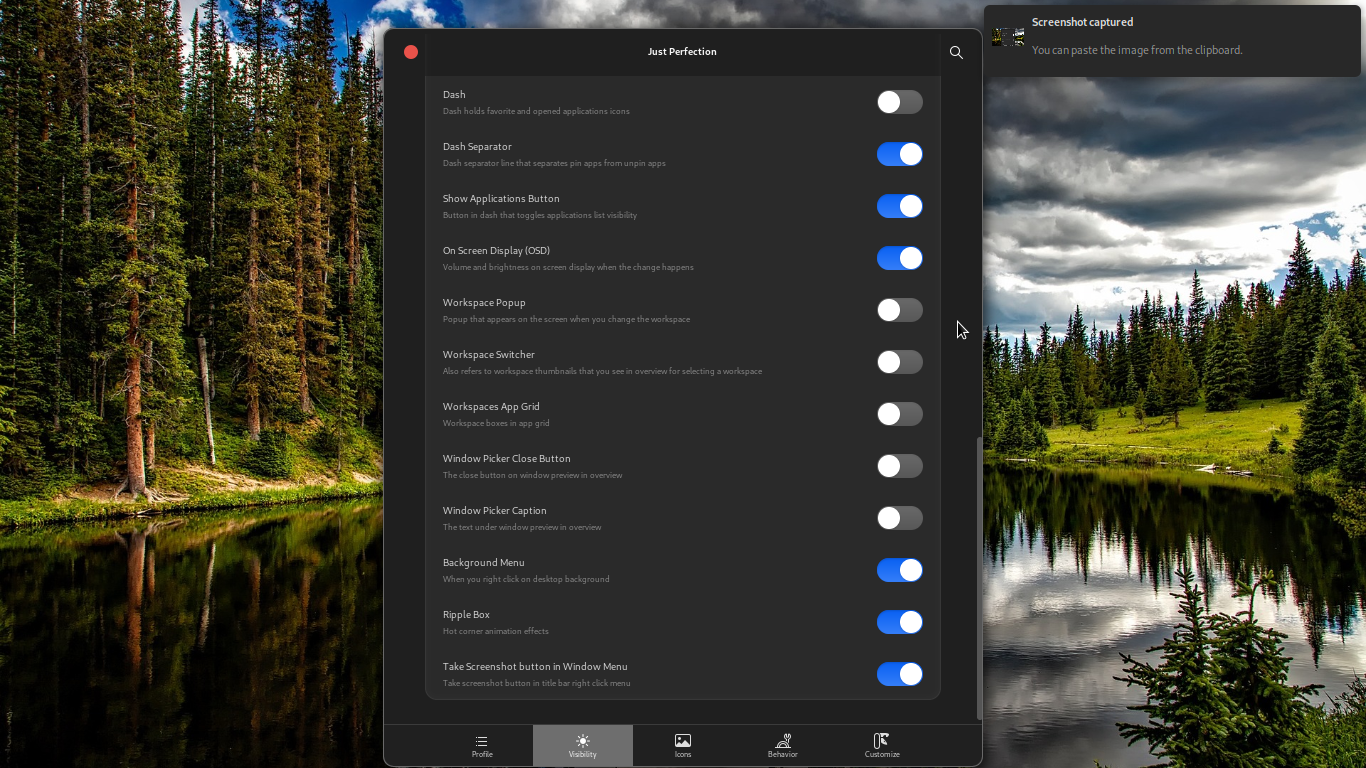 Screenshot captured
You can paste the image from the clipboard.
Just Perfection
Dash
Dash holds favorite and opened applications icons
Dash Separator
Dash separator line that separates pin apps from unpin apps
Show Applications Button
Button in dash that toggles applications list visibility
On Screen Display (OSD)
Volume and brightness on screen display when the change happens
Workspace Popup
Popup that appears on the screen when you change the workspace
Workspace Switcher
Also refers to workspace thumbnails that you see in overview for selecting a workspace
Workspaces App Grid
Workspace boxes in app grid
Window Picker Close Button
The close button on window preview in overview
Window Picker Caption
The text under window preview in overview
Background Menu
When you right click on desktop background
Ripple Box
Hot corner animation effects
Take Screenshot button in Window Menu
Take screenshot button in title bar right click menu
Profile
Visibility
Icons
Behavior
Customize